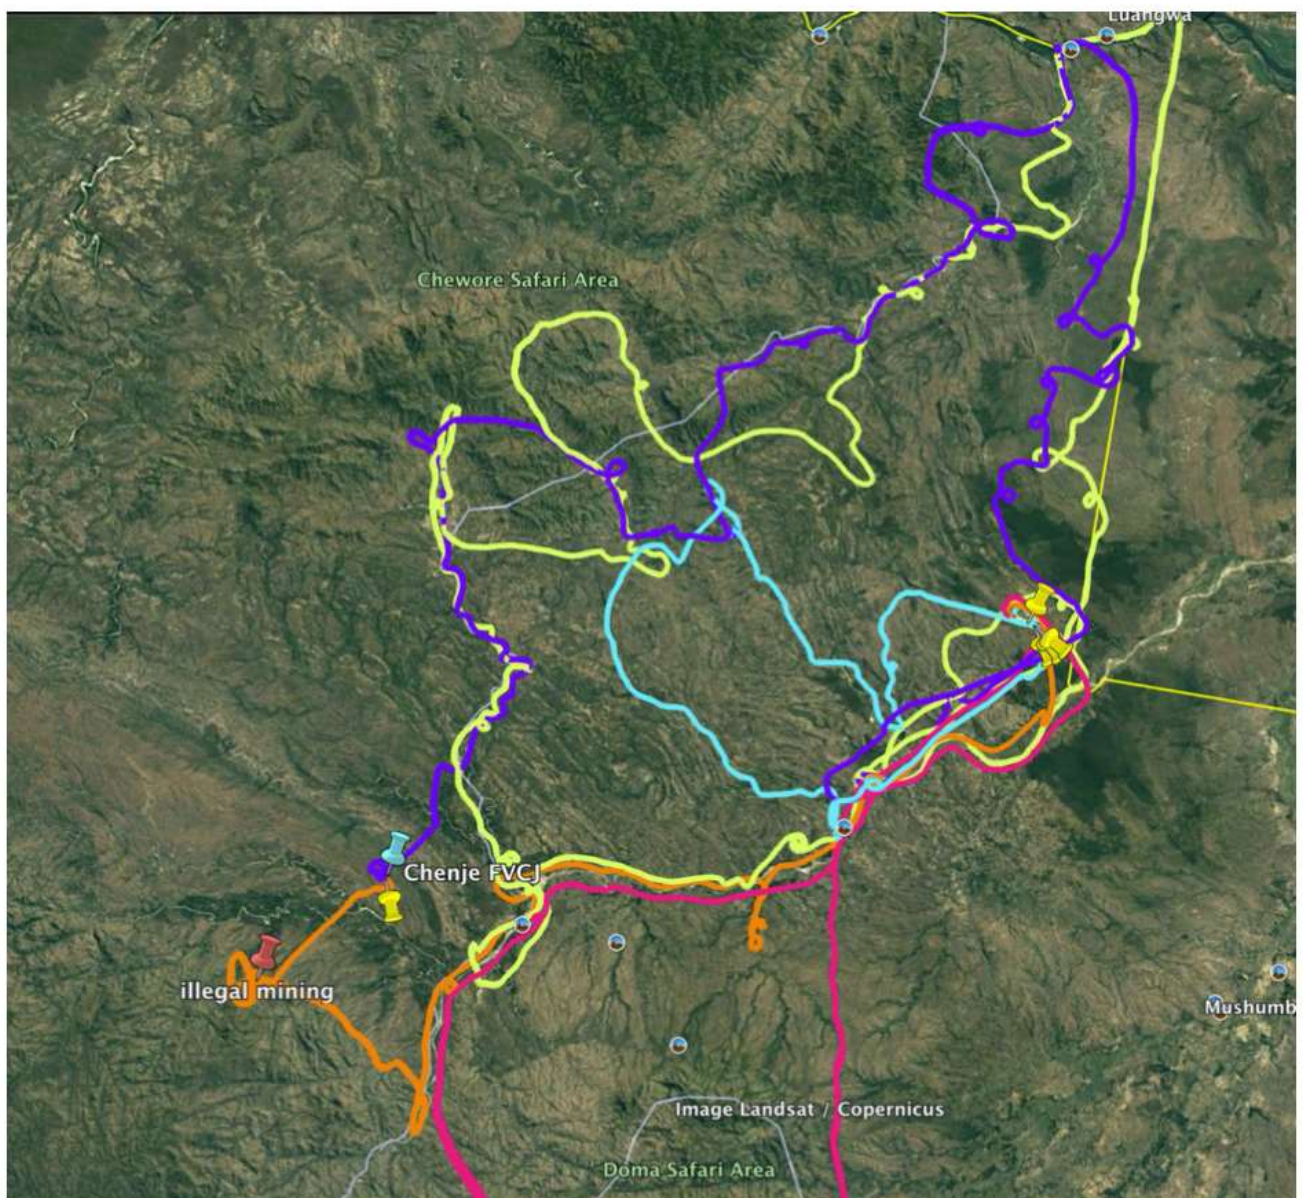 Luangwa
Chewore Safari Area
Chenje FVCJ
illegal mining
Mushumb
Image Landsat / Copernicus
Doma Safari Area